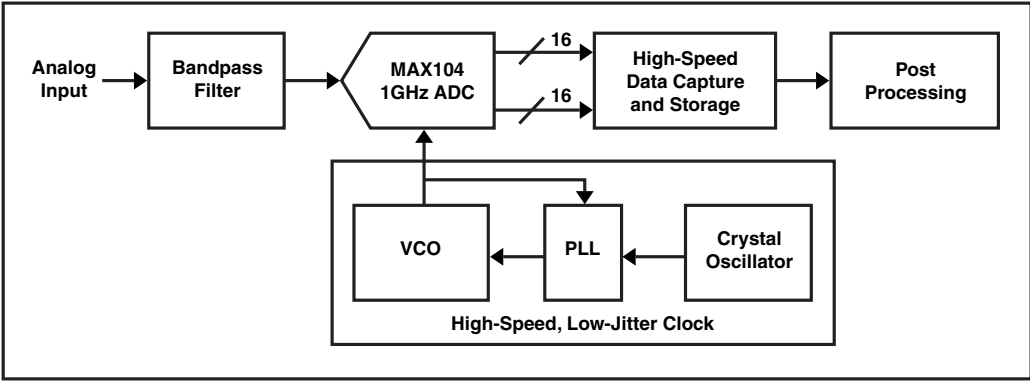 Analog
Input
Bandpass
Filter
MAX104
1GHz ADC
16
16
High-Speed
Data Capture
and Storage
Post
Processing
VCO
PLL
Crystal
Oscillator
High-Speed, Low-Jitter Clock